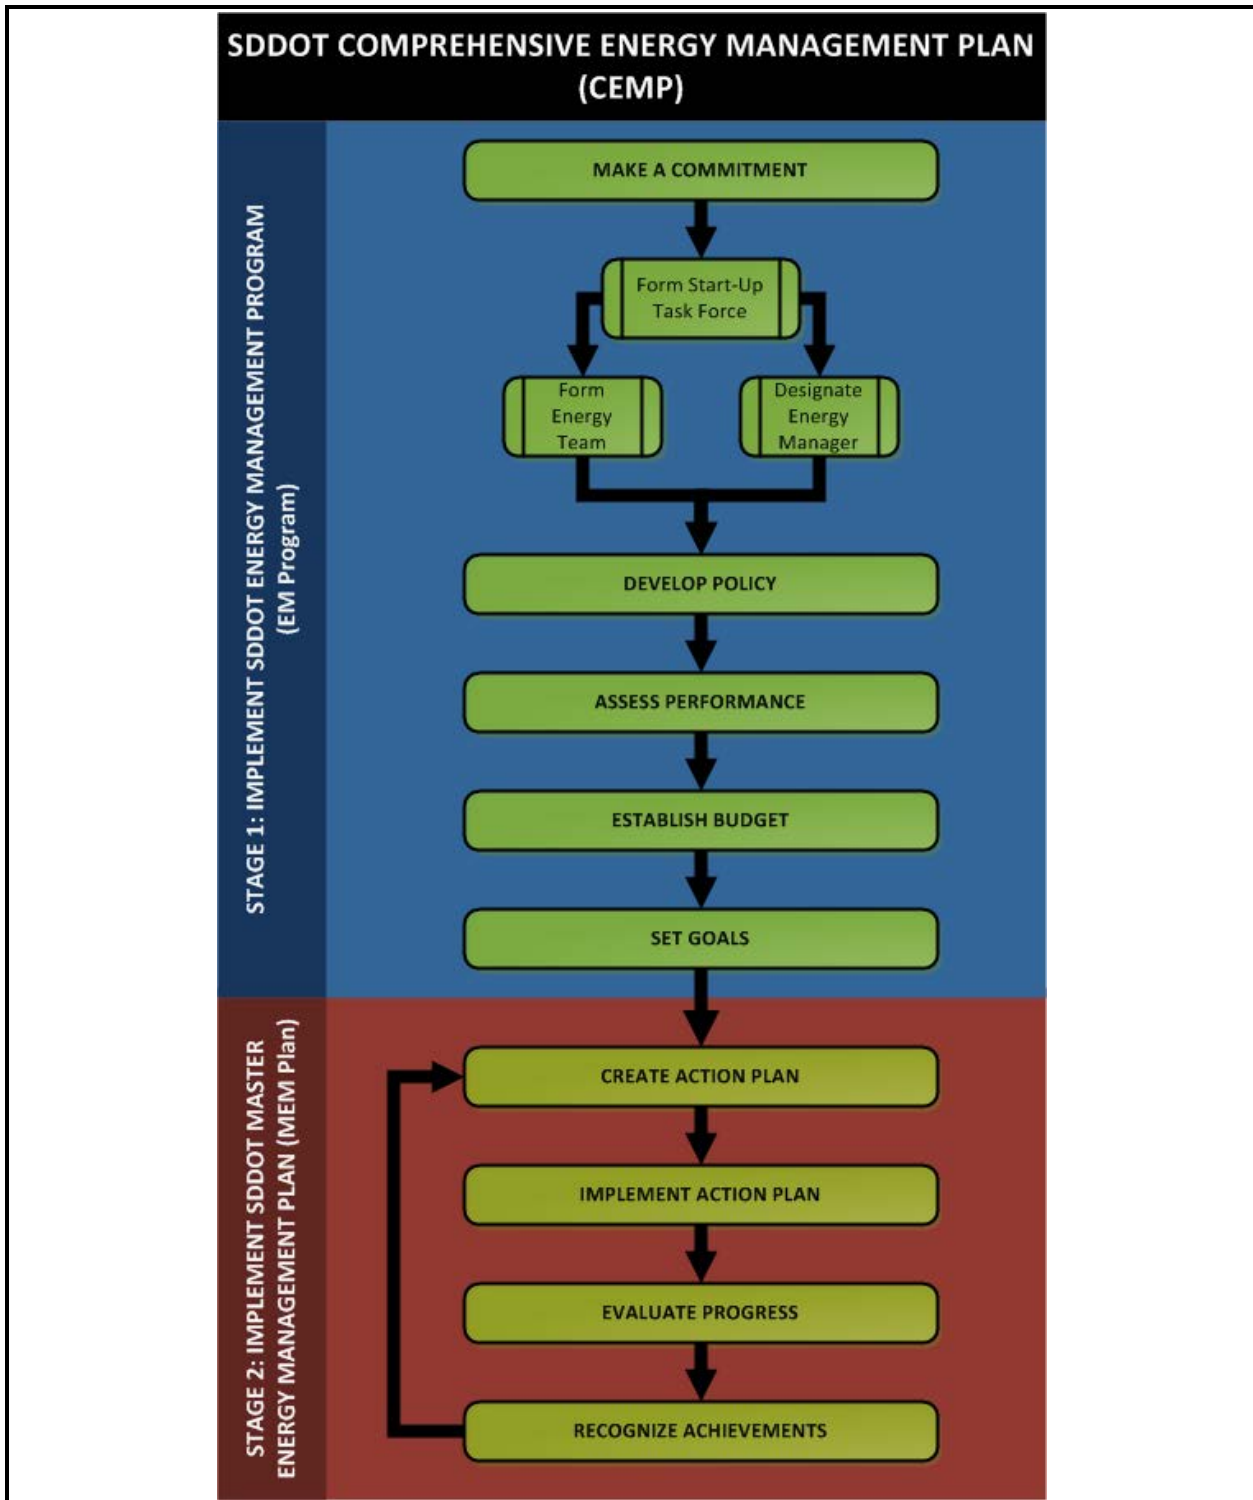 SDDOT COMPREHENSIVE ENERGY MANAGEMENT PLAN
(CEMP)
STAGE 1: IMPLEMENT SDDOT ENERGY MANAGEMENT PROGRAM
(EM Program)
MAKE A COMMITMENT
Form Start-Up
Task Force
Form
Energy
Team
Designate
Energy
Manager
DEVELOP POLICY
ASSESS PERFORMANCE
ESTABLISH BUDGET
SET GOALS
STAGE 2: IMPLEMENT SDDOT MASTER
ENERGY MANAGEMENT PLAN (MEM Plan)
CREATE ACTION PLAN
IMPLEMENT ACTION PLAN
EVALUATE PROGRESS
RECOGNIZE ACHIEVEMENTS